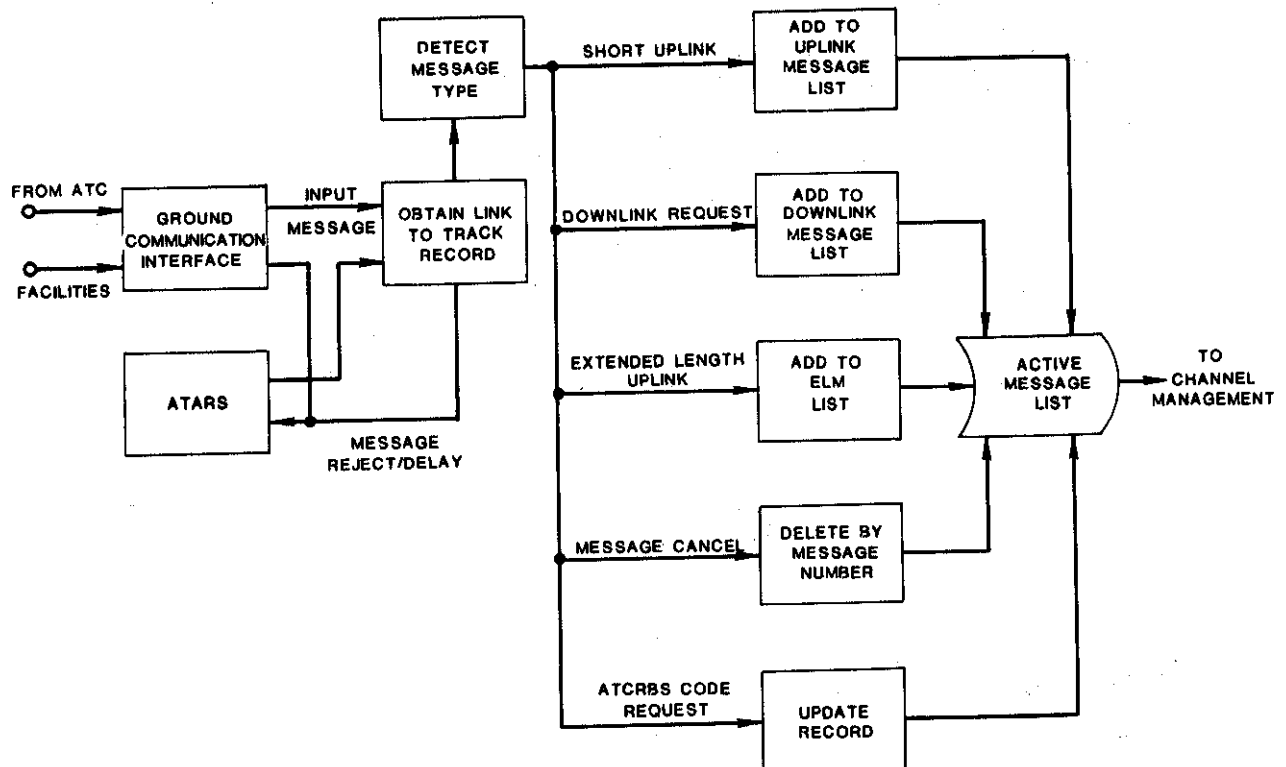 DETECT
MESSAGE
TYPE
SHORT UPLINK
ADD TO
UPLINK
MESSAGE
LIST
FROM ATC
FACILITIES
GROUND
COMMUNICATION
INTERFACE
INPUT
MESSAGE
OBTAIN LINK
TO TRACK
RECORD
DOWNLINK REQUEST
ADD TO
DOWNLINK
MESSAGE
LIST
ATARS
MESSAGE
REJECT/DELAY
EXTENDED LENGTH
UPLINK
ADD TO
ELM
LIST
ACTIVE
MESSAGE
LIST
TO
CHANNEL
MANAGEMENT
MESSAGE CANCEL
DELETE BY
MESSAGE
NUMBER
ATCRBS CODE
REQUEST
UPDATE
RECORD